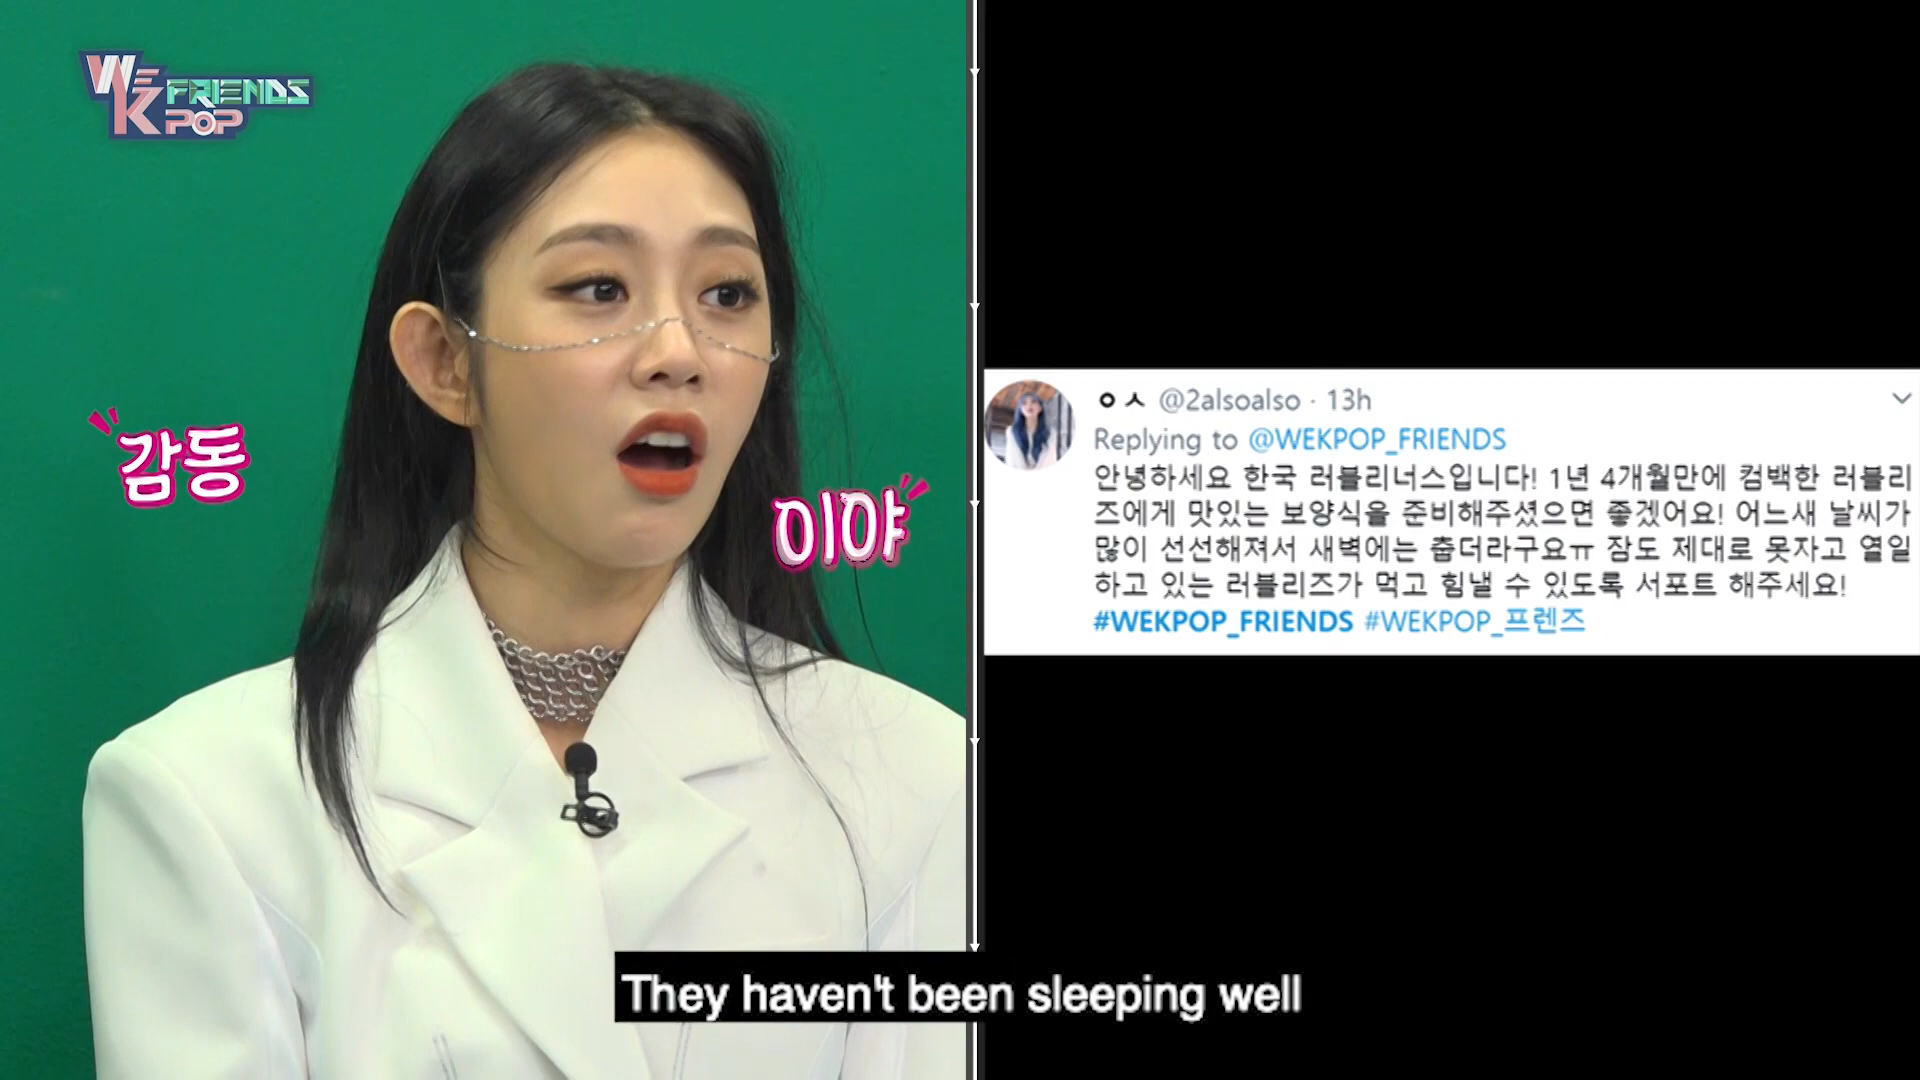 WE FRIENDS
K POP
감동
이야
ㅇㅅ @2alsoalso · 13h
Replying to @WEKPOP_FRIENDS
안녕하세요 한국 러블리너스입니다! 1년 4개월만에 컴백한 러블리
즈에게 맛있는 보양식을 준비해주셨으면 좋겠어요! 어느새 날씨가
많이 선선해져서 새벽에는 춥더라구요ㅠ 잠도 제대로 못자고 열일
하고 있는 러블리즈가 먹고 힘낼 수 있도록 서포트 해주세요!
#WEKPOP_FRIENDS #WEKPOP_프렌즈
They haven't been sleeping well